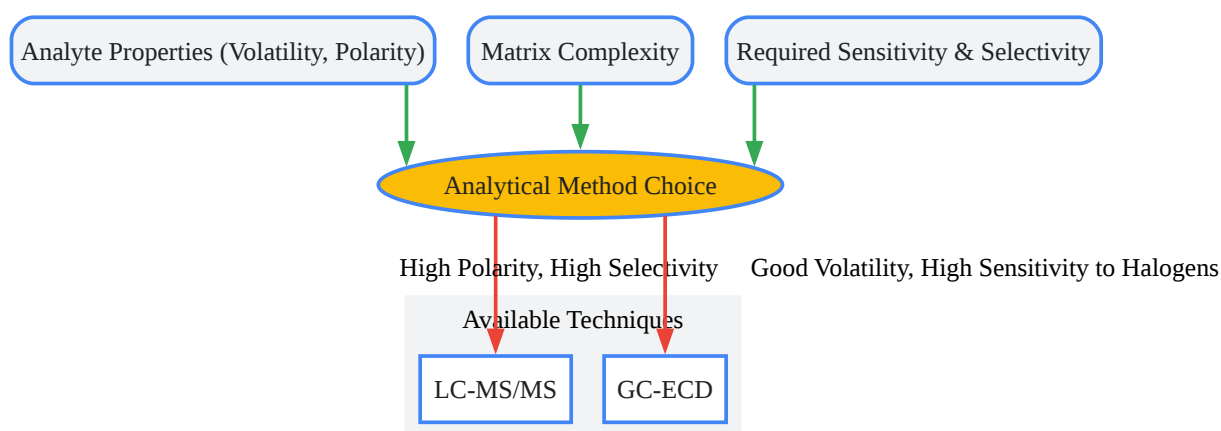 Analyte Properties (Volatility, Polarity)
Matrix Complexity
Required Sensitivity & Selectivity
Analytical Method Choice
High Polarity, High Selectivity
Good Volatility, High Sensitivity to Halogens
Available Techniques
LC-MS/MS
GC-ECD